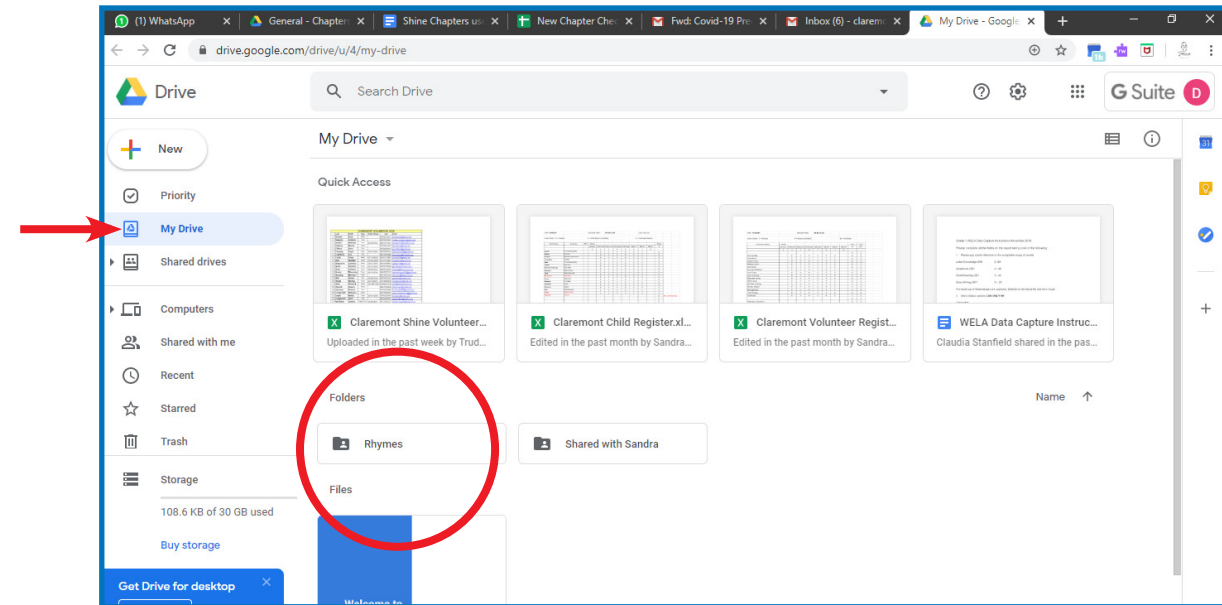 (1) WhatsApp
General - Chapter
Shine Chapters us
New Chapter Chec
Fwd: Covid-19 Pre
Inbox (6) - claremo
My Drive - Google
drive.google.com/drive/u/4/my-drive
Drive
Search Drive
G Suite D
New
My Drive
31
Priority
Quick Access
My Drive
Shared drives
Computers
Claremont Shine Volunteer...
Claremont Child Register.xl...
Claremont Volunteer Regist...
WELA Data Capture Instruc...
Shared with me
Uploaded in the past week by Trud...
Edited in the past month by Sandra...
Edited in the past month by Sandra...
Claudia Stanfield shared in the pas...
Recent
Folders
Name
Starred
Trash
Rhymes
Shared with Sandra
Storage
Files
108.6 KB of 30 GB used
Buy storage
Get Drive for desktop
Welcome to